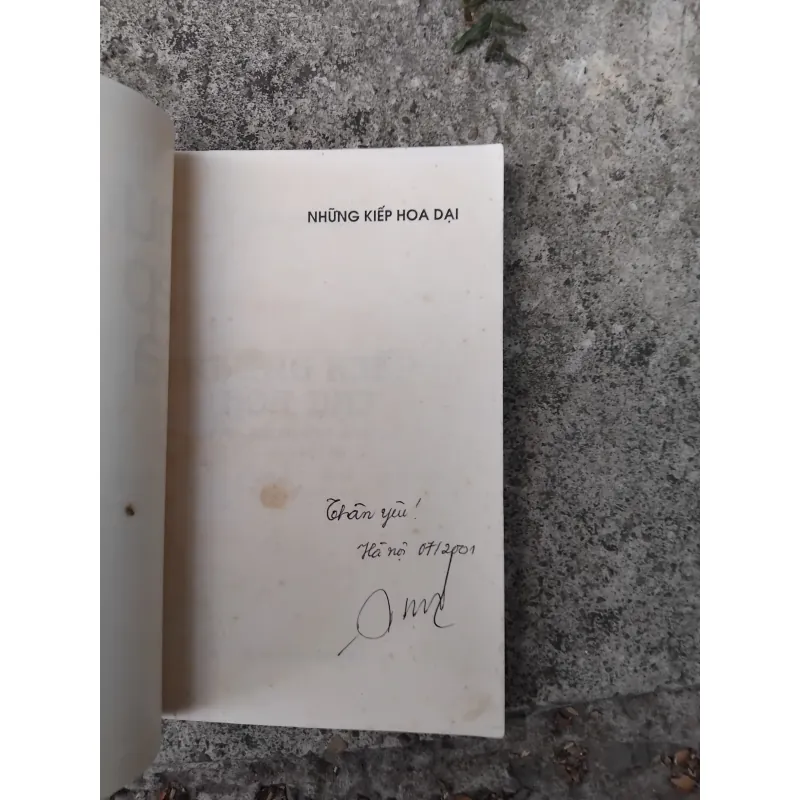 NHỮNG KIẾP HOA DẠI
Thân yêu!
Hà nội 07/2001